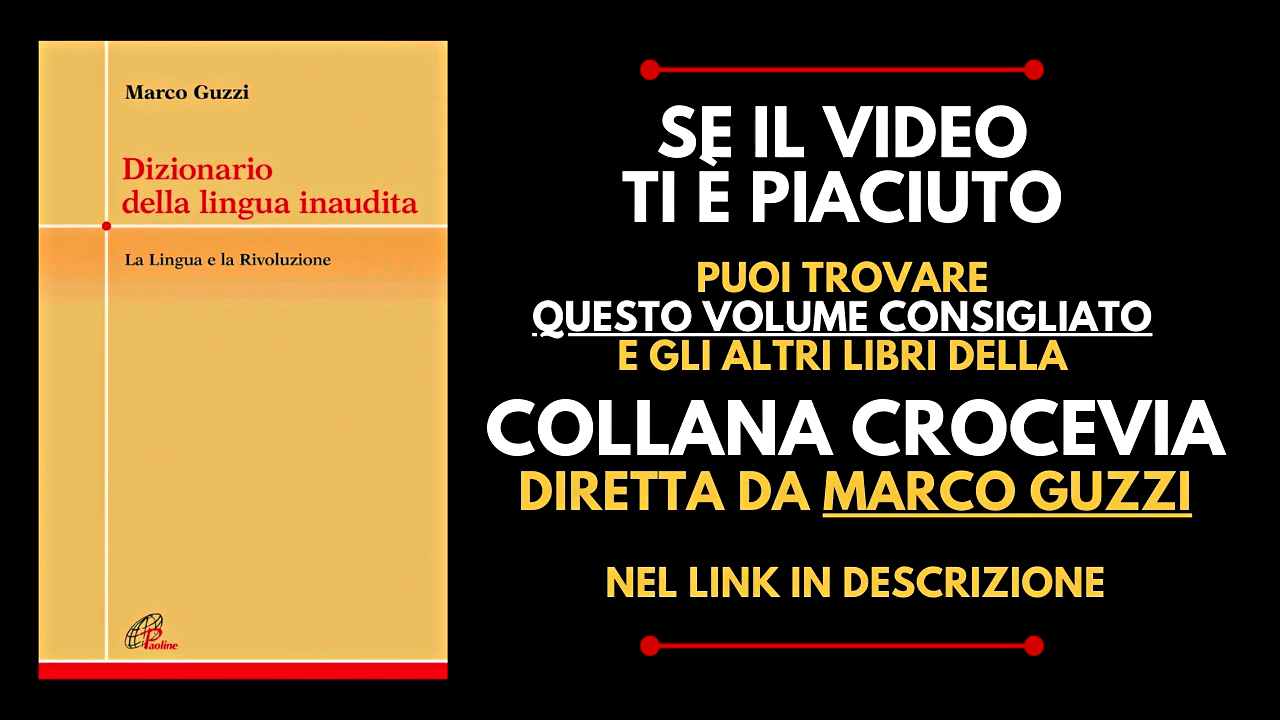 Marco Guzzi
Dizionario
della lingua inaudita
La Lingua e la Rivoluzione
Paoline
SE IL VIDEO
TI È PIACIUTO
PUOI TROVARE
QUESTO VOLUME CONSIGLIATO
E GLI ALTRI LIBRI DELLA
COLLANA CROCEVIA
DIRETTA DA MARCO GUZZI
NEL LINK IN DESCRIZIONE